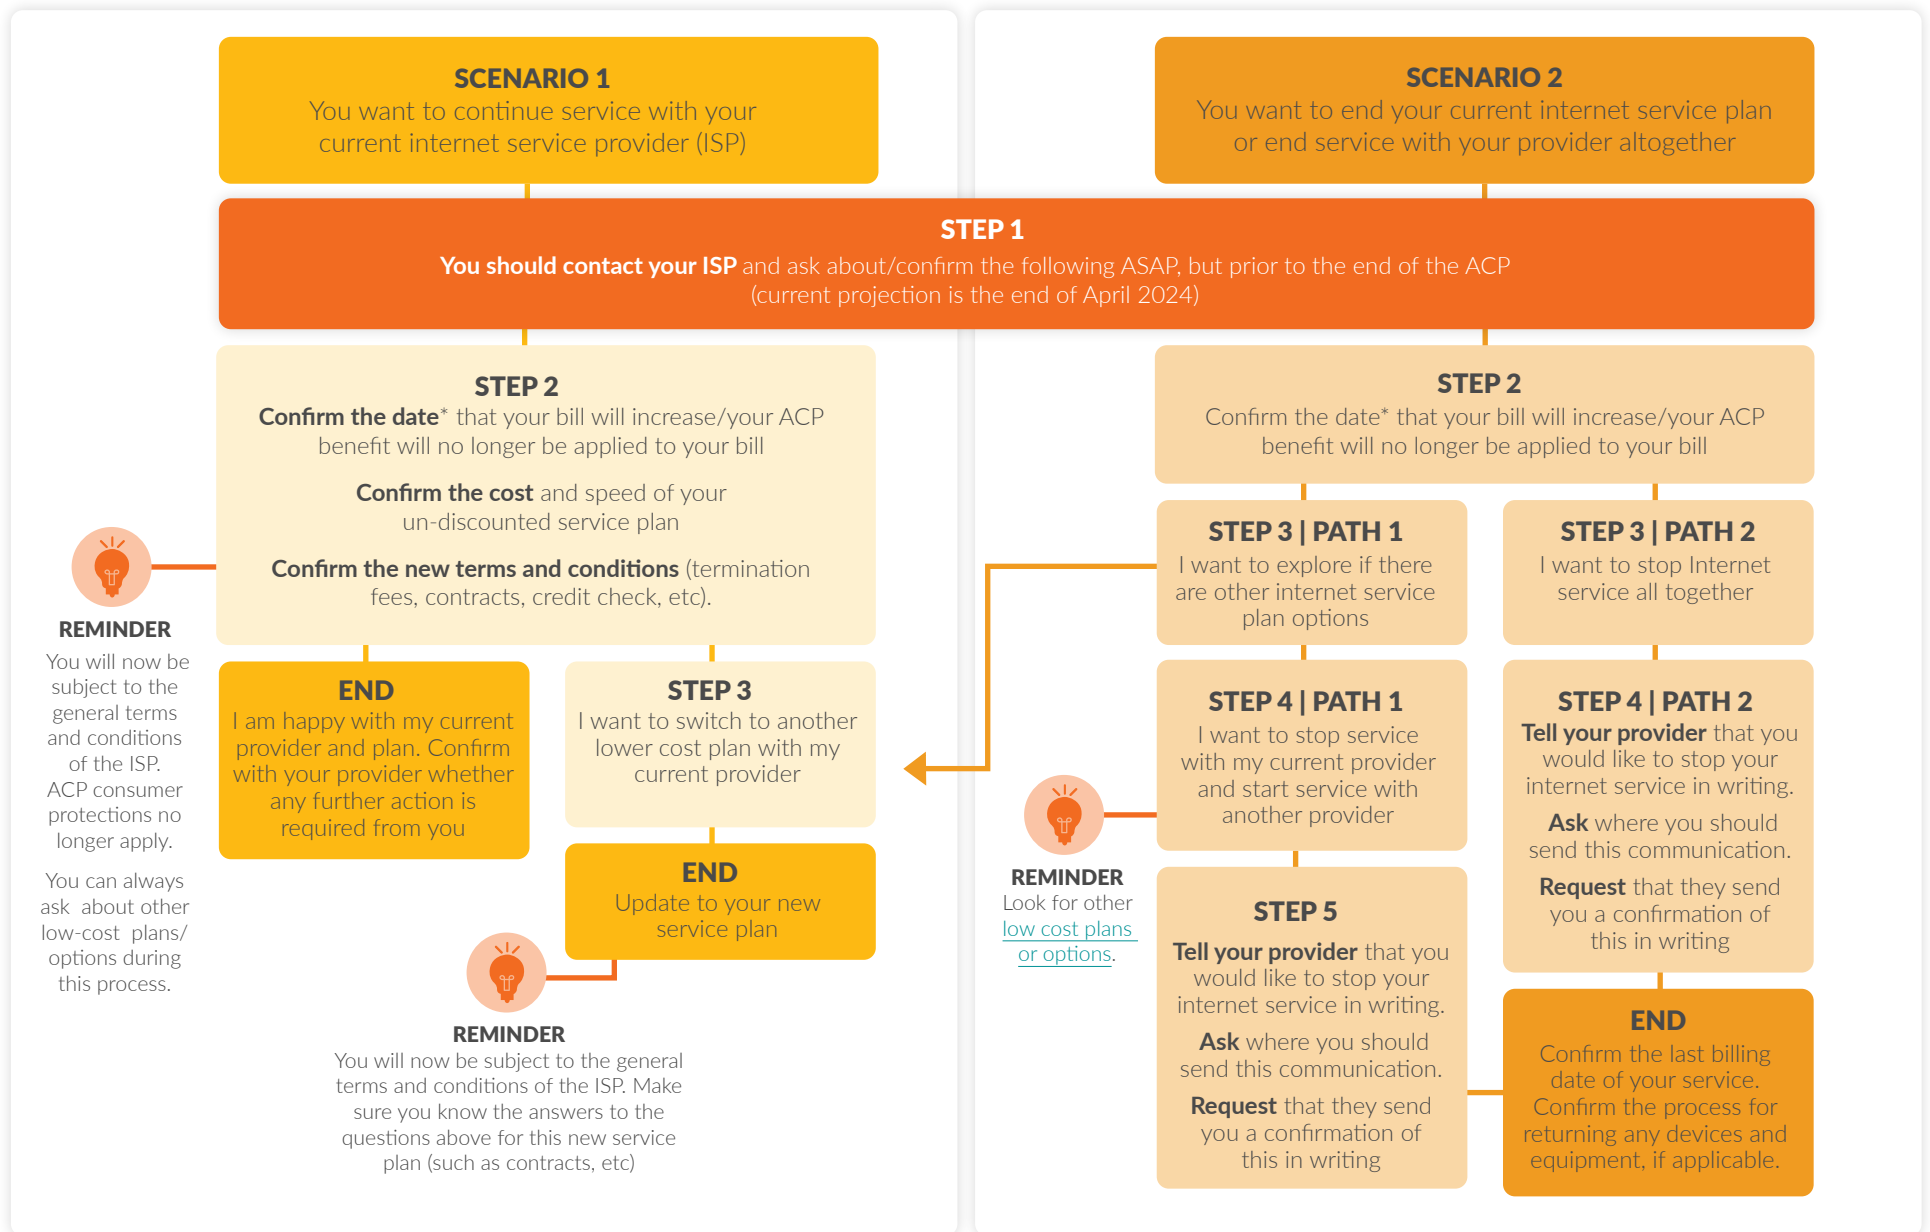 SCENARIO 1
You want to continue service with your
current internet service provider (ISP)
SCENARIO 2
You want to end your current internet service plan
or end service with your provider altogether
STEP 1
You should contact your ISP and ask about/confirm the following ASAP, but prior to the end of the ACP
(current projection is the end of April 2024)
STEP 2
Confirm the date* that your bill will increase/your ACP
benefit will no longer be applied to your bill
Confirm the cost and speed of your
un-discounted service plan
Confirm the new terms and conditions (termination
fees, contracts, credit check, etc).
REMINDER
You will now be
subject to the
general terms
and conditions
of the ISP.
ACP consumer
protections no
longer apply.
You can always
ask about other
low-cost plans/
options during
this process.
END
I am happy with my current
provider and plan. Confirm
with your provider whether
any further action is
required from you
STEP 3
I want to switch to another
lower cost plan with my
current provider
END
Update to your new
service plan
REMINDER
You will now be subject to the general
terms and conditions of the ISP. Make
sure you know the answers to the
questions above for this new service
plan (such as contracts, etc)
STEP 2
Confirm the date* that your bill will increase/your ACP
benefit will no longer be applied to your bill
STEP 3 | PATH 1
I want to explore if there
are other internet service
plan options
STEP 4 | PATH 1
I want to stop service
with my current provider
and start service with
another provider
REMINDER
Look for other
low cost plans
or options.
STEP 5
Tell your provider that you
would like to stop your
internet service in writing.
Ask where you should
send this communication.
Request that they send
you a confirmation of
this in writing
STEP 3 | PATH 2
I want to stop Internet
service all together
STEP 4 | PATH 2
Tell your provider that you
would like to stop your
internet service in writing.
Ask where you should
send this communication.
Request that they send
you a confirmation of
this in writing
END
Confirm the last billing
date of your service.
Confirm the process for
returning any devices and
equipment, if applicable.